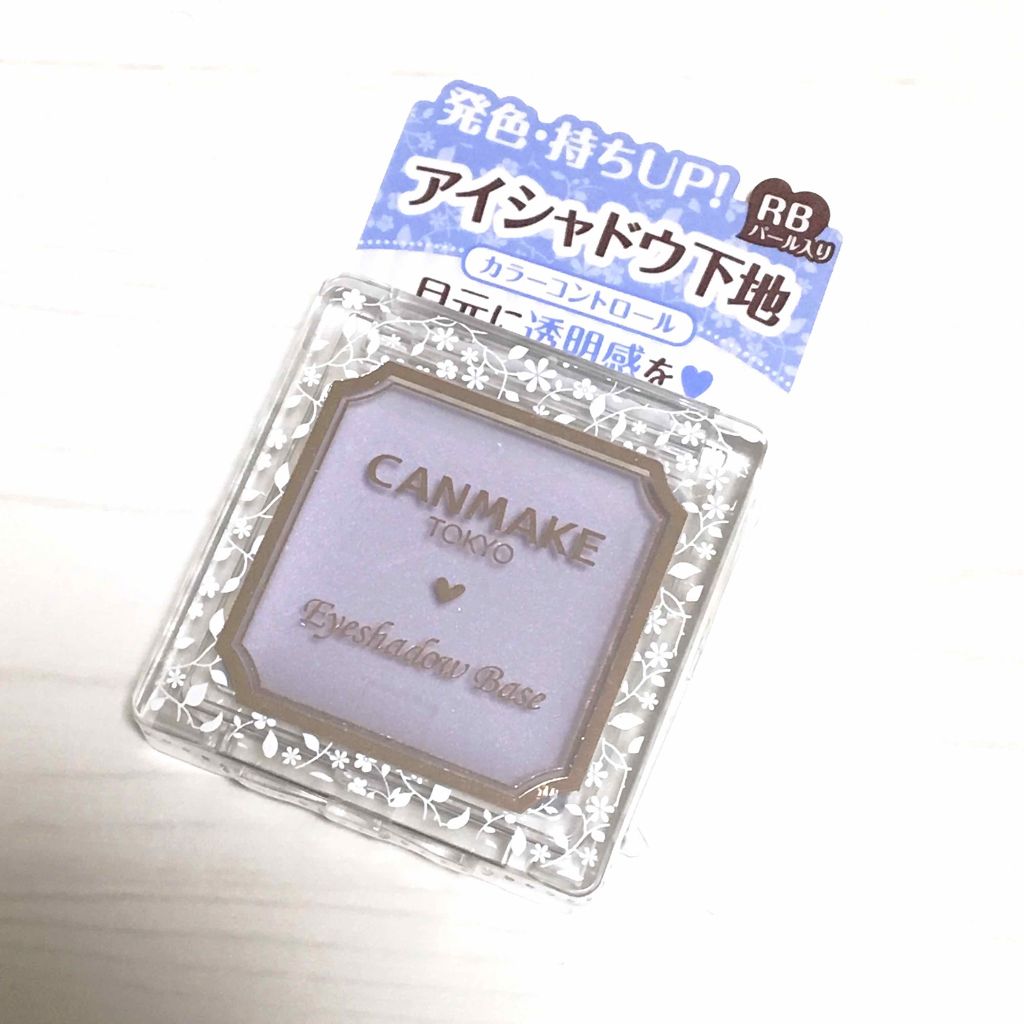 発色・持ちUP!
アイシャドウ下地
RB
パール入り
カラーコントロール
目元に透明感を
CANMAKE
TOKYO
Eyeshadow Base